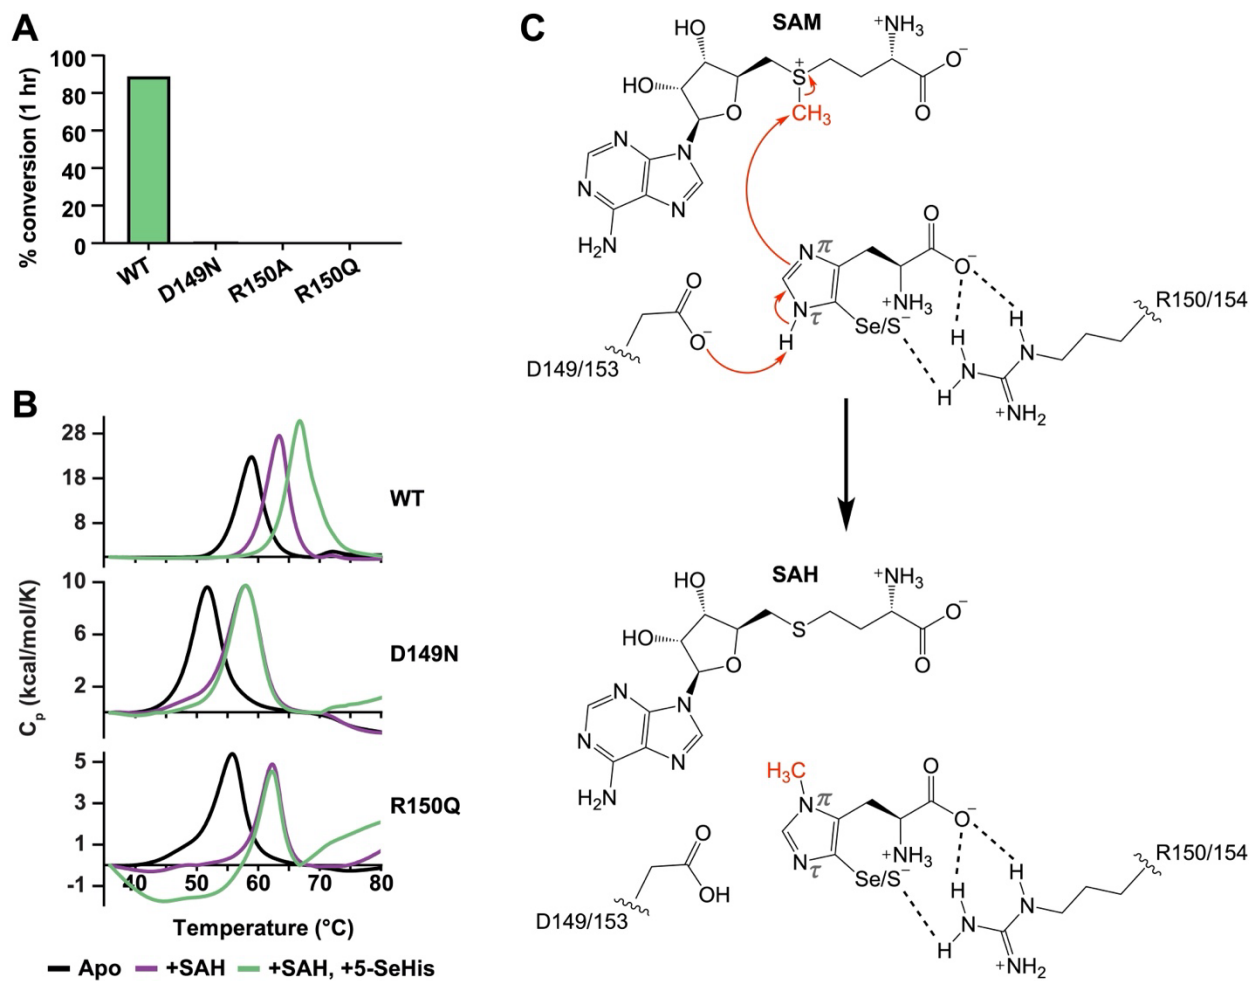 A
% conversion (1 hr)
100
80
60
40
20
0
WT
D149N
R150A
R150Q
B
Cp (kcal/mol/K)
28
18
8
WT
10
6
2
D149N
5
3
1
-1
R150Q
40 50 60 70 80
Temperature (°C)
Apo +SAH +SAH, +5-SeHis
C
SAM
HO
HO
O
S+
CH3
+NH3
O−
O
N
N
N
N
H2N
N π
N τ
H
Se/S−
O
O−
+NH3
O
O−
D149/153
R150/154
H
H
N
N
H
+NH2
SAH
HO
HO
O
S
+NH3
O−
O
N
N
N
N
H2N
H3C
N π
N τ
Se/S−
O
O−
+NH3
O
OH
D149/153
R150/154
H
H
N
N
H
+NH2